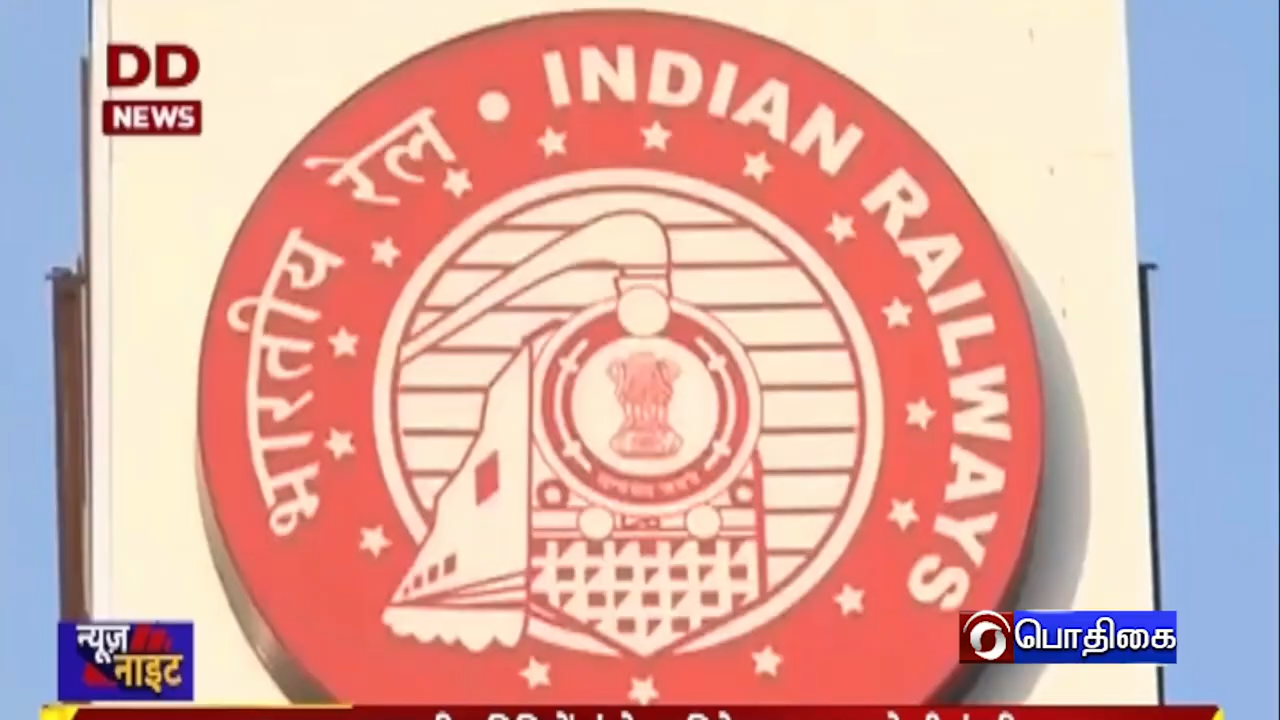 DD
NEWS
भारतीय रेल • INDIAN RAILWAYS
न्यूज़
नाइट
பொதிகை